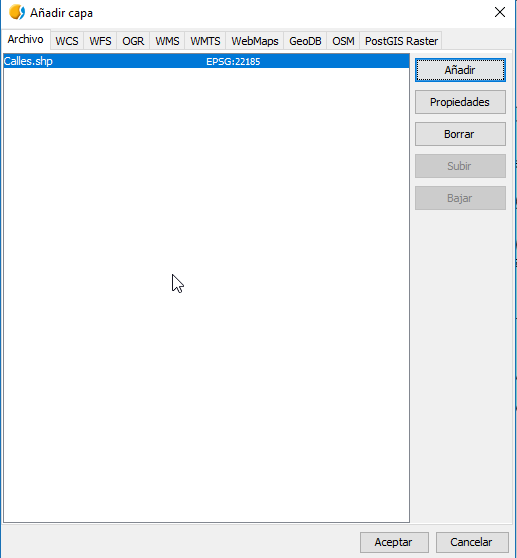 Añadir capa
Archivo WCS WFS OGR WMS WMTS WebMaps GeoDB OSM PostGIS Raster
Calles.shp EPSG:22185
Añadir
Propiedades
Borrar
Subir
Bajar
Aceptar Cancelar